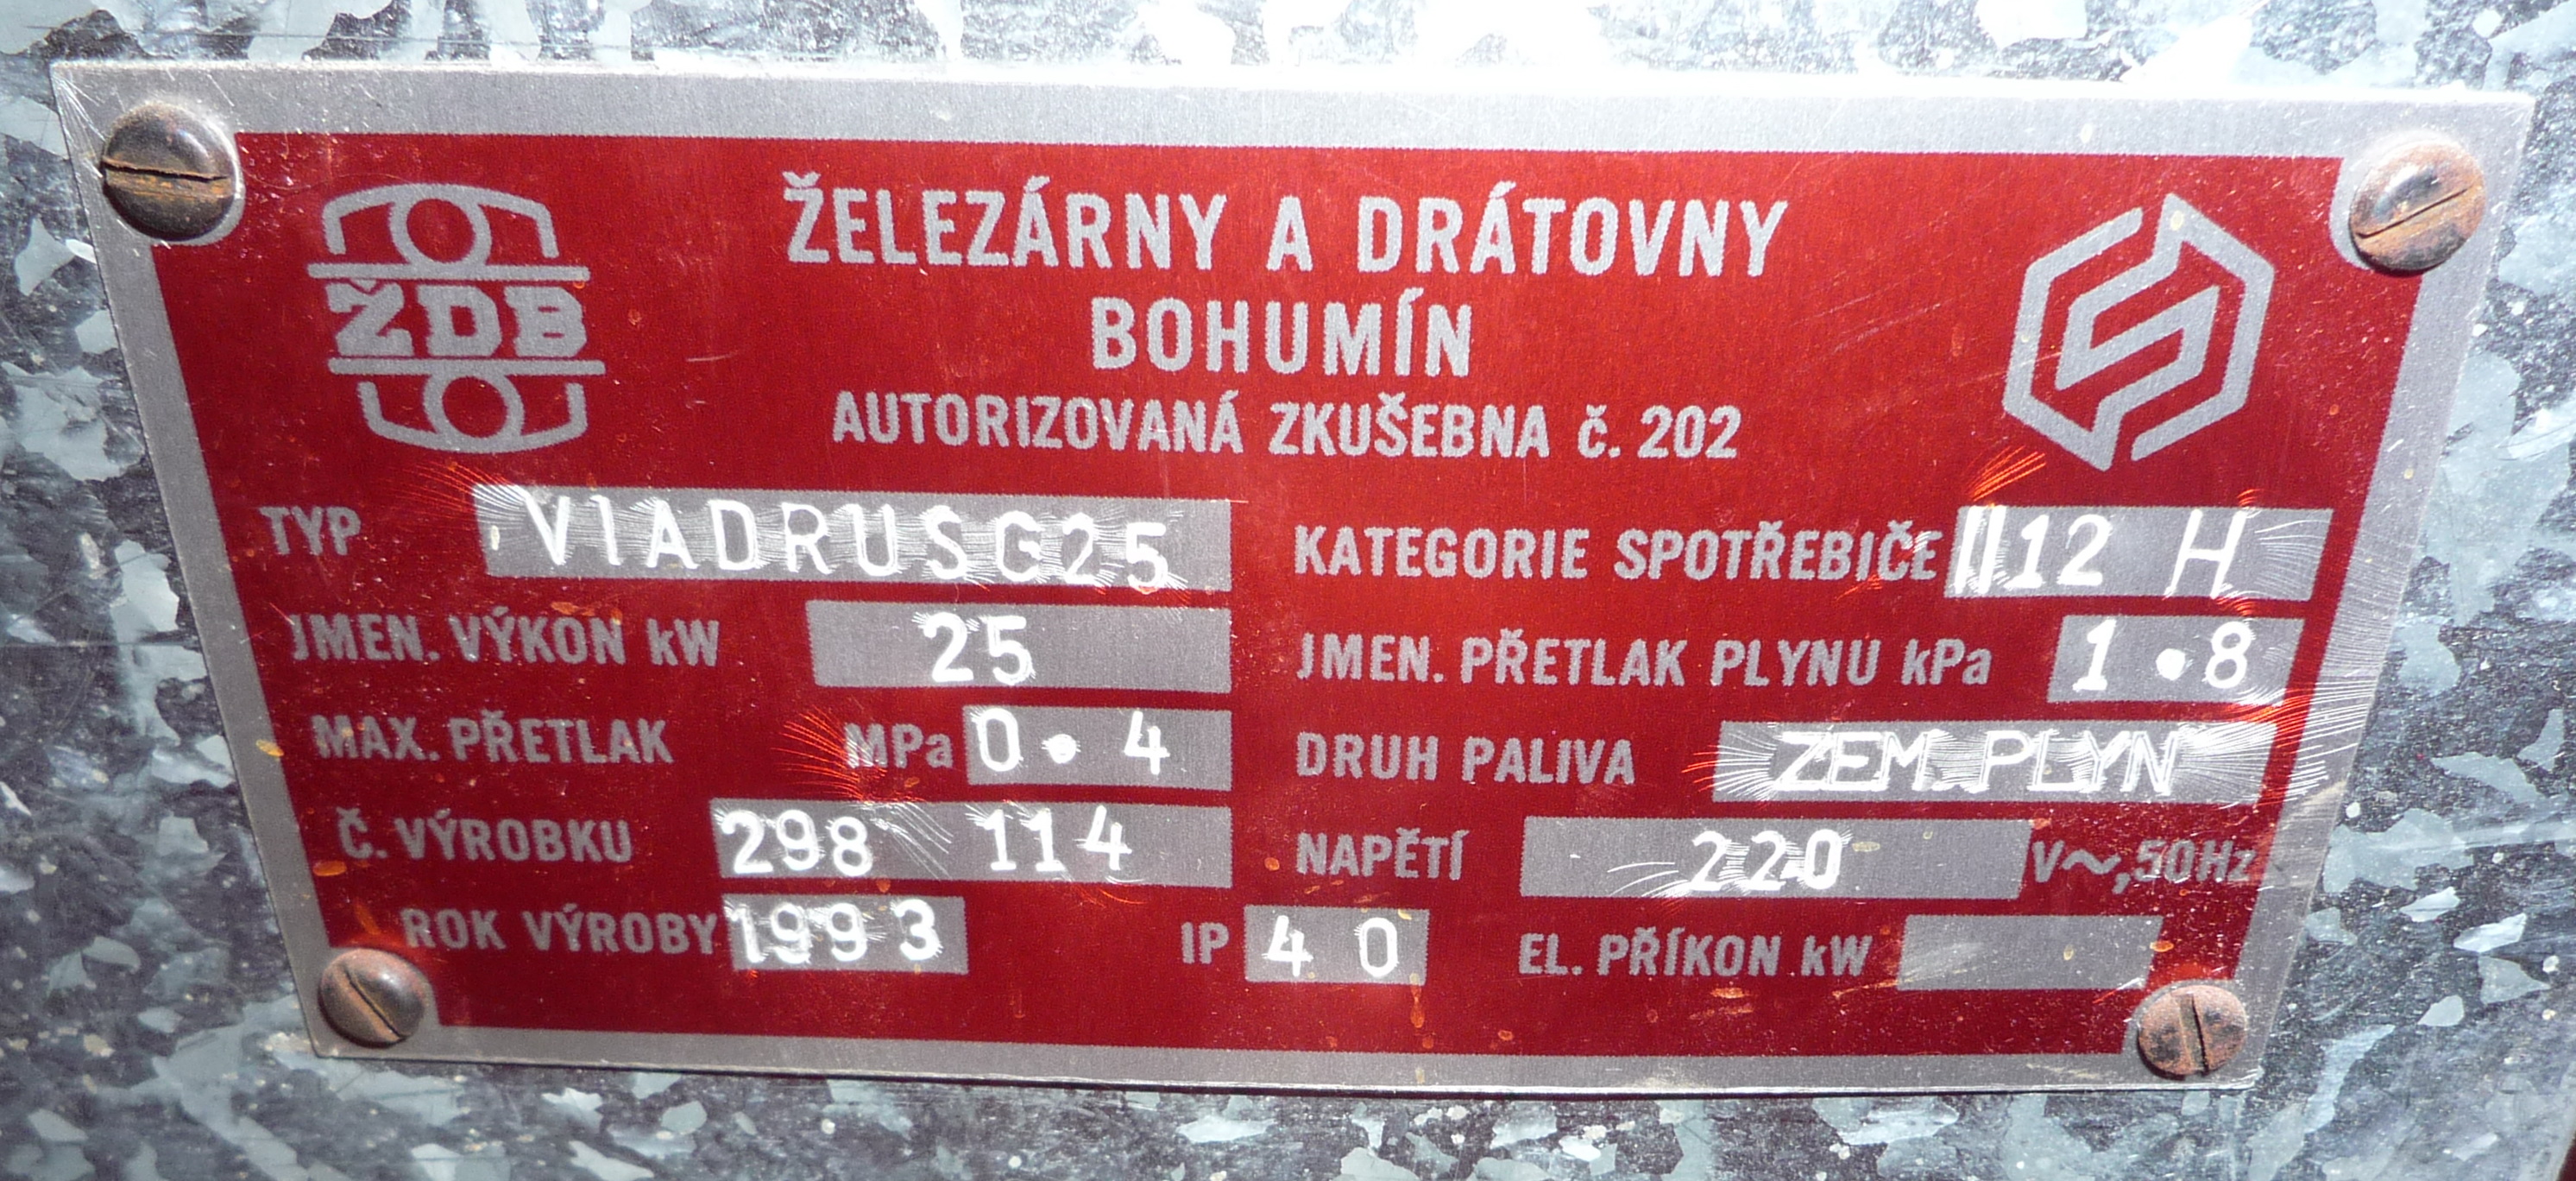 ŽDB
ŽELEZÁRNY A DRÁTOVNY
BOHUMÍN
AUTORIZOVANÁ ZKUŠEBNA č. 202
TYP VIADRUSG25
JMEN. VÝKON kW 25
MAX. PŘETLAK MPa 0.4
Č. VÝROBKU 298 114
ROK VÝROBY 1993
IP 40
KATEGORIE SPOTŘEBIČE II12 H
JMEN. PŘETLAK PLYNU kPa 1.8
DRUH PALIVA ZEM.PLYN
NAPĚTÍ 220 V~,50Hz
EL. PŘÍKON kW